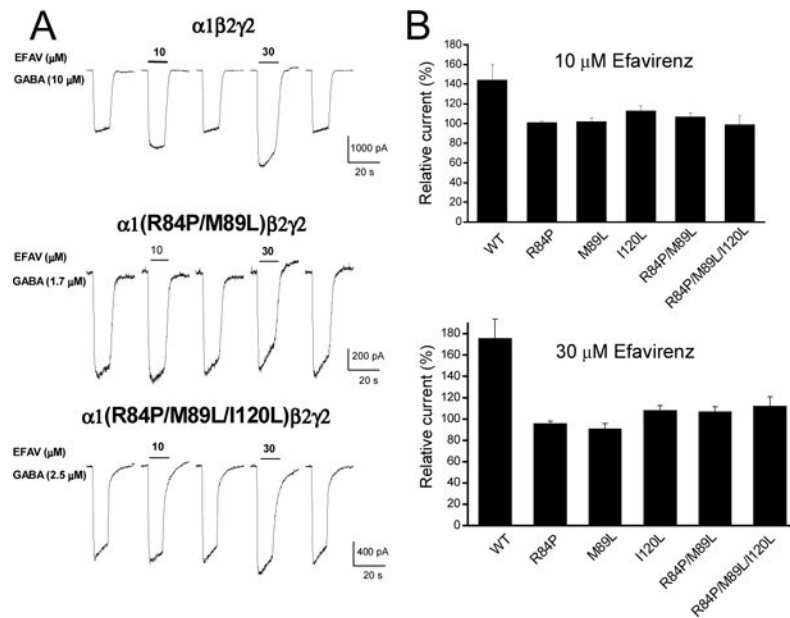 A
α1β2γ2
EFAV (µM) 10 30
GABA (10 µM)
1000 pA
20 s
α1(R84P/M89L)β2γ2
EFAV (µM) 10 30
GABA (1.7 µM)
200 pA
20 s
α1(R84P/M89L/I120L)β2γ2
EFAV (µM) 10 30
GABA (2.5 µM)
400 pA
20 s
B
10 µM Efavirenz
Relative current (%)
180
160
140
120
100
80
60
40
20
0
WT
R84P
M89L
I120L
R84P/M89L
R84P/M89L/I120L
30 µM Efavirenz
Relative current (%)
180
160
140
120
100
80
60
40
20
0
WT
R84P
M89L
I120L
R84P/M89L
R84P/M89L/I120L